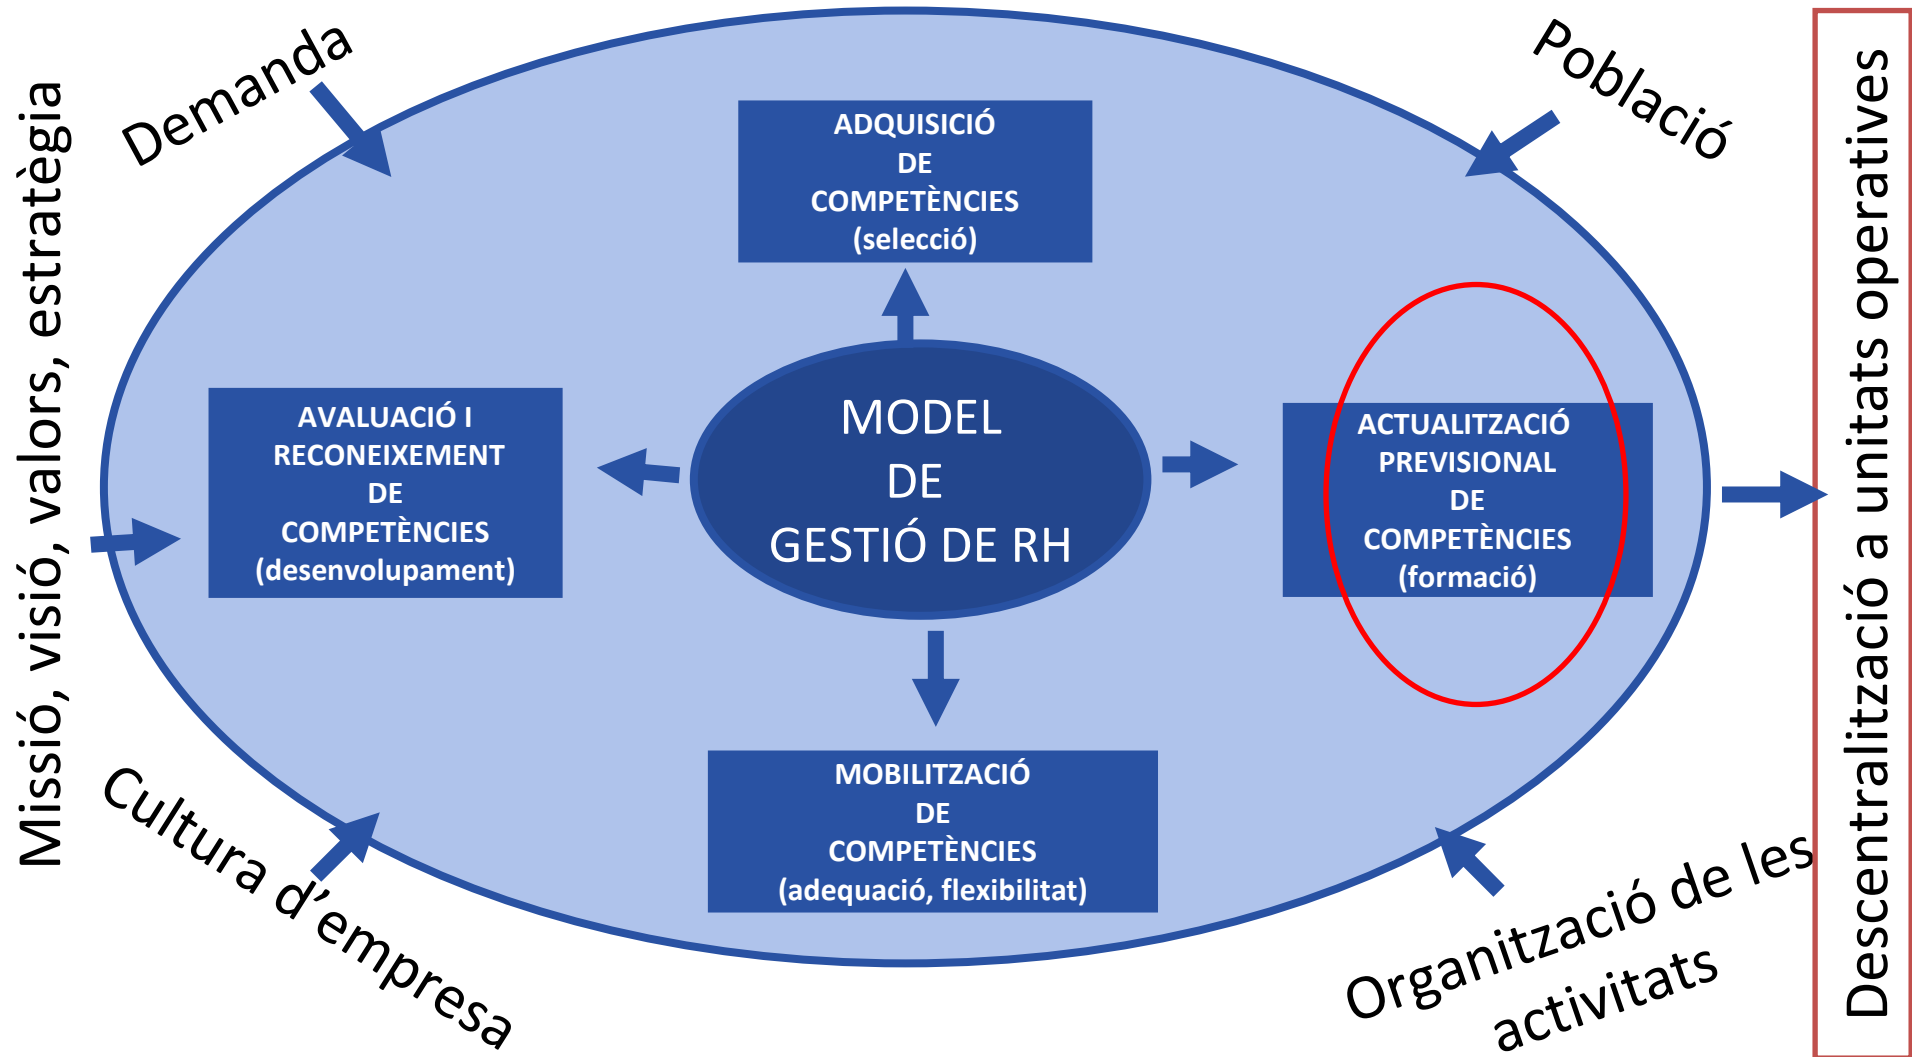 Missió, visió, valors, estratègia
Demanda
Població
ADQUISICIÓ
DE
COMPETÈNCIES
(selecció)
AVALUACIÓ I
RECONEIXEMENT
DE
COMPETÈNCIES
(desenvolupament)
MODEL
DE
GESTIÓ DE RH
ACTUALITZACIÓ
PREVISIONAL
DE
COMPETÈNCIES
(formació)
MOBILITZACIÓ
DE
COMPETÈNCIES
(adequació, flexibilitat)
Cultura d’empresa
Organització de les
activitats
Descentralització a unitats operatives